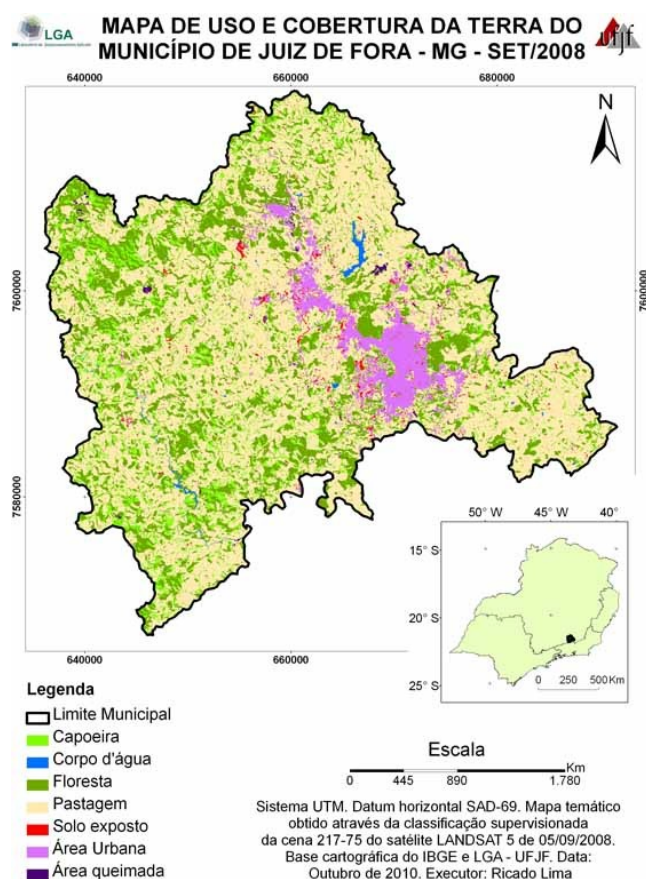 LGA
MAPA DE USO E COBERTURA DA TERRA DO
MUNICÍPIO DE JUIZ DE FORA - MG - SET/2008
ufjf
640000
660000
680000
N
7600000
7600000
7580000
50° W
45° W
40°
15° S
20° S
25° S
0 250 500 Km
640000
660000
Legenda
Limite Municipal
Capoeira
Corpo d'água
Floresta
Pastagem
Solo exposto
Área Urbana
Área queimada
Escala
Km
0 445 890 1.780
Sistema UTM. Datum horizontal SAD-69. Mapa temático
obtido através da classificação supervisionada
da cena 217-75 do satélite LANDSAT 5 de 05/09/2008.
Base cartográfica do IBGE e LGA - UFJF. Data:
Outubro de 2010. Executor: Ricado Lima